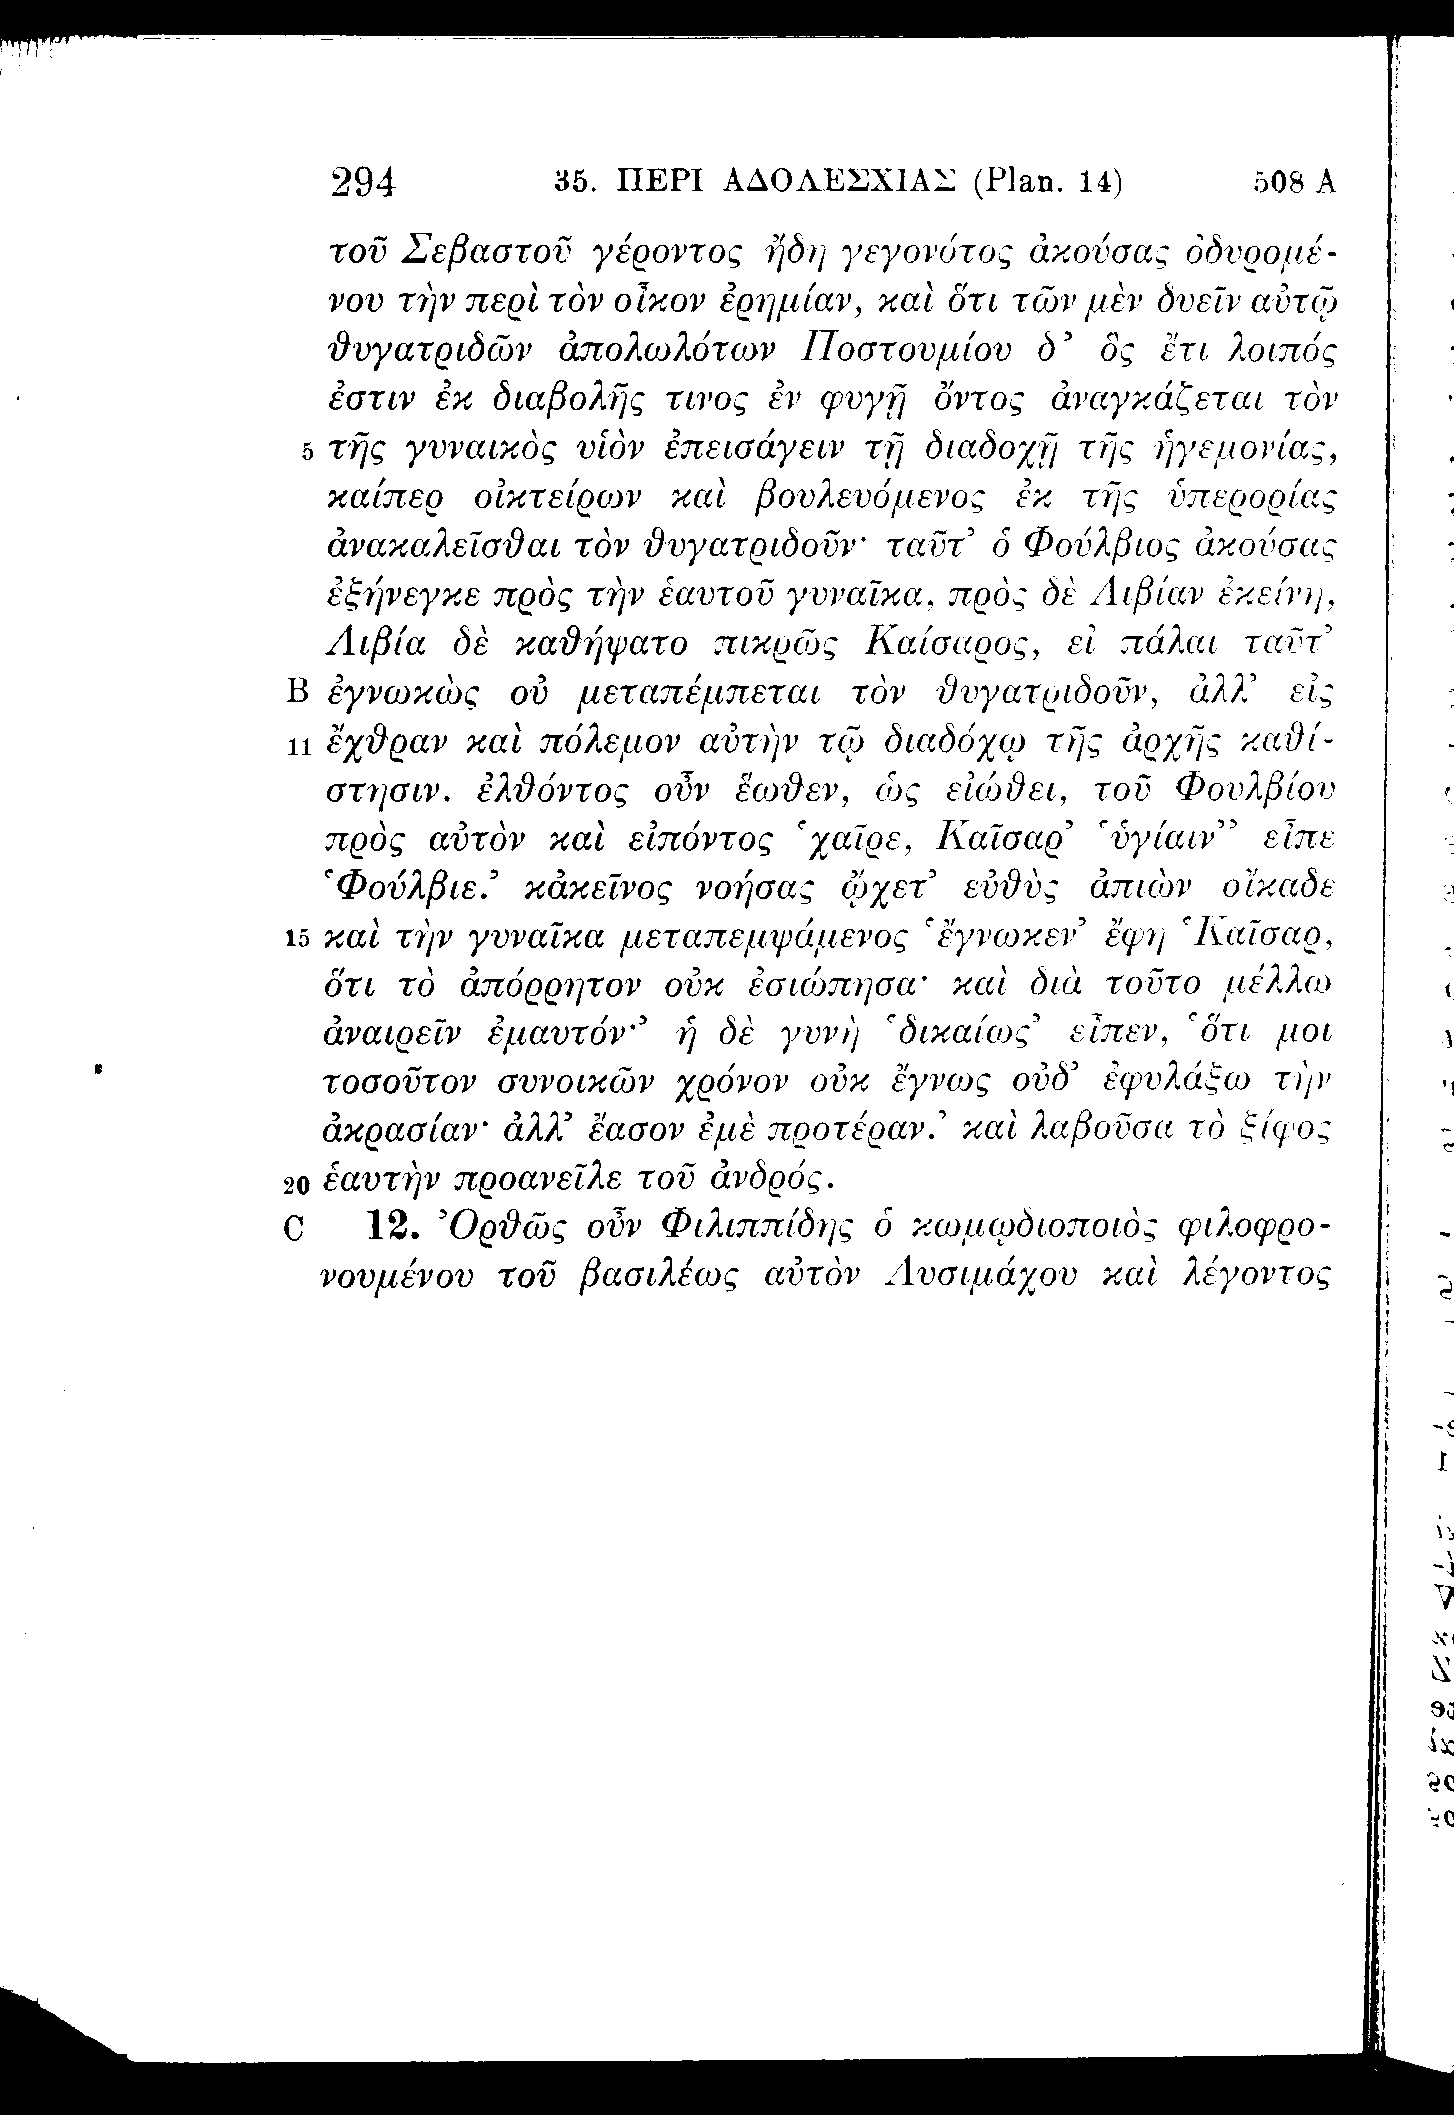 294 35. ΠΕΡΙ ΑΔΟΛΕΣΧΙΑΣ (Plan. 14) 508 A
τοῦ Σεβαστοῦ γέροντος ἤδη γεγονότος ἀκούσας ὀδυρομέ-
νου τὴν περὶ τὸν οἶκον ἐρημίαν, καὶ ὅτι τῶν μὲν δυεῖν αὐτῷ
θυγατριδῶν ἀπολωλότων Ποστουμίου δ’ ὃς ἔτι λοιπός
ἐστιν ἐκ διαβολῆς τινος ἐν φυγῇ ὄντος ἀναγκάζεται τὸν
5 τῆς γυναικὸς υἱὸν ἐπεισάγειν τῇ διαδοχῇ τῆς ἡγεμονίας,
καίπερ οἰκτείρων καὶ βουλευόμενος ἐκ τῆς ὑπερορίας
ἀνακαλεῖσθαι τὸν θυγατριδοῦν· ταῦτ’ ὁ Φούλβιος ἀκούσας
ἐξήνεγκε πρὸς τὴν ἑαυτοῦ γυναῖκα, πρὸς δὲ Λιβίαν ἐκείνη,
Λιβία δὲ καθήψατο πικρῶς Καίσαρος, εἰ πάλαι ταῦτ’
B ἐγνωκὼς οὐ μεταπέμπεται τὸν θυγατριδοῦν, ἀλλ’ εἰς
11 ἔχθραν καὶ πόλεμον αὐτὴν τῷ διαδόχῳ τῆς ἀρχῆς καθί-
στησιν. ἐλθόντος οὖν ἕωθεν, ὡς εἰώθει, τοῦ Φουλβίου
πρὸς αὐτὸν καὶ εἰπόντος ‘χαῖρε, Καῖσαρ’ ‘ὑγίαιν’’ εἶπε
‘Φούλβιε.’ κἀκεῖνος νοήσας ᾤχετ’ εὐθὺς ἀπιὼν οἴκαδε
15 καὶ τὴν γυναῖκα μεταπεμψάμενος ‘ἔγνωκεν’ ἔφη ‘Καῖσαρ,
ὅτι τὸ ἀπόρρητον οὐκ ἐσιώπησα· καὶ διὰ τοῦτο μέλλω
ἀναιρεῖν ἐμαυτόν·’ ἡ δὲ γυνὴ ‘δικαίως’ εἶπεν, ‘ὅτι μοι
τοσοῦτον συνοικῶν χρόνον οὐκ ἔγνως οὐδ’ ἐφυλάξω τὴν
ἀκρασίαν· ἀλλ’ ἔασον ἐμὲ προτέραν.’ καὶ λαβοῦσα τὸ ξίφος
20 ἑαυτὴν προανεῖλε τοῦ ἀνδρός.
C 12. Ὀρθῶς οὖν Φιλιππίδης ὁ κωμῳδιοποιὸς φιλοφρο-
νουμένου τοῦ βασιλέως αὐτὸν Λυσιμάχου καὶ λέγοντος